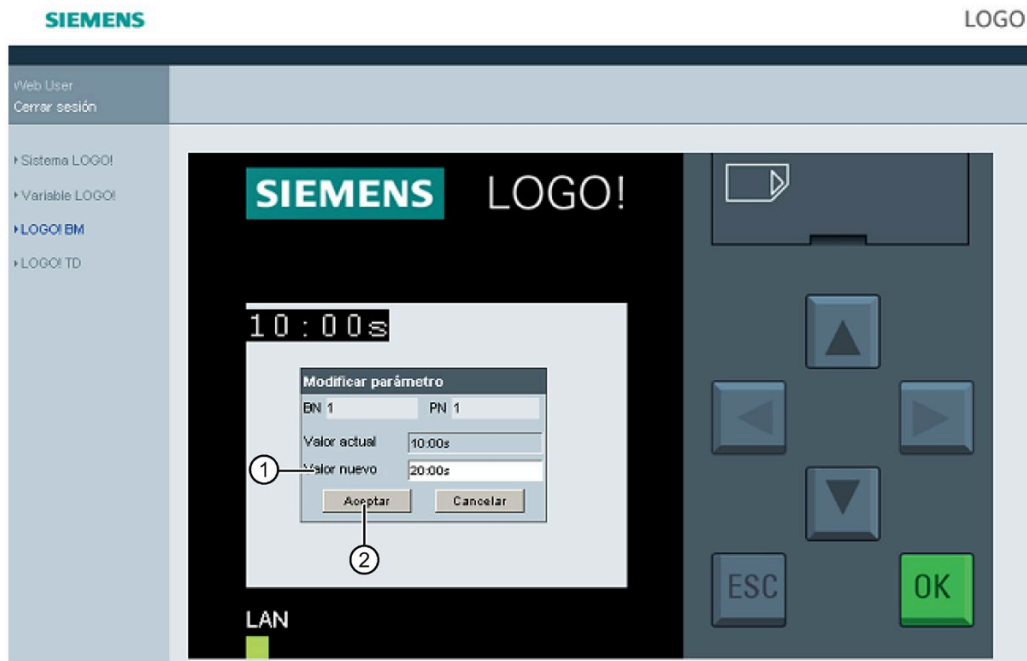 SIEMENS
LOGO
Web User
Cerrar sesión
Sistema LOGO!
Variable LOGO!
LOGO! BM
LOGO! TD
SIEMENS LOGO!
10:00s
Modificar parámetro
BN 1 PN 1
Valor actual 10:00s
1 Valor nuevo 20:00s
Aceptar Cancelar
2
ESC OK
LAN